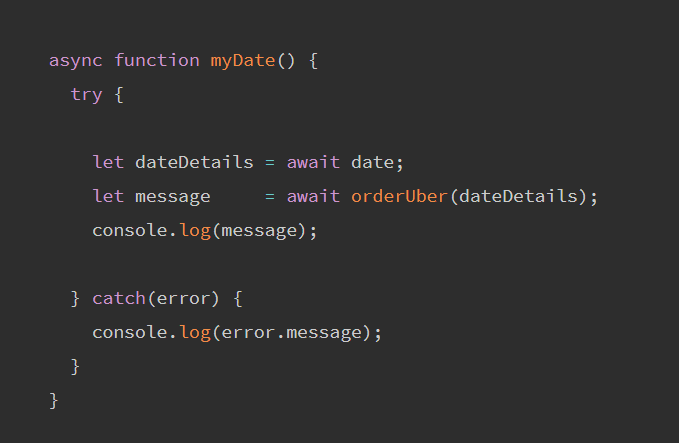 async function myDate() {
  try {

    let dateDetails = await date;
    let message     = await orderUber(dateDetails);
    console.log(message);

  } catch(error) {
    console.log(error.message);
  }
}